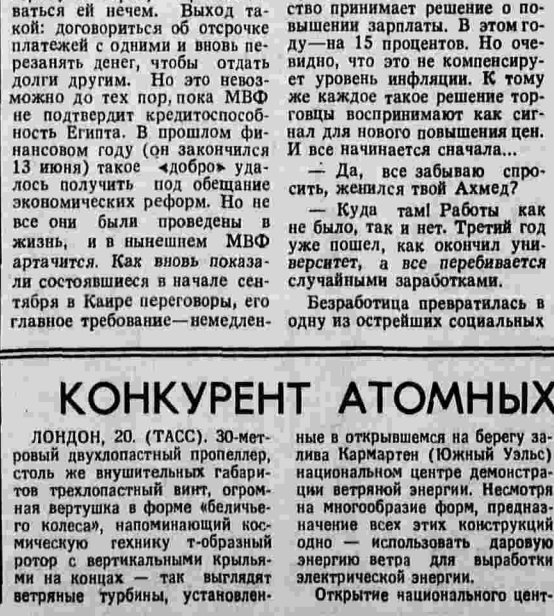 ваться ей нечем. Выход та-
кой: договориться об отсрочке
платежей с одними и вновь пе-
резанять денег, чтобы отдать
долги другим. Но это невоз-
можно до тех пор, пока МВФ
не подтвердит кредитоспособ-
ность Египта. В прошлом фи-
нансовом году (он закончился
13 июня) такое «добро» уда-
лось получить под обещание
экономических реформ. Но не
все они были проведены в
жизнь, и в нынешнем МВФ
артачится. Как вновь показа-
ли состоявшиеся в начале сен-
тября в Каире переговоры, его
главное требование—немедлен-
ство принимает решение о по-
вышении зарплаты. В этом го-
ду—на 15 процентов. Но оче-
видно, что это не компенсиру-
ет уровень инфляции. К тому
же каждое такое решение тор-
говцы воспринимают как сиг-
нал для нового повышения цен.
И все начинается сначала...
— Да, все забываю спро-
сить, женился твой Ахмед?
— Куда там! Работы как
не было, так и нет. Третий год
уже пошел, как окончил уни-
верситет, а все перебивается
случайными заработками.
Безработица превратилась в
одну из острейших социальных
КОНКУРЕНТ АТОМНЫХ
ЛОНДОН, 20. (ТАСС). 30-мет-
ровый двухлопастный пропеллер,
столь же внушительных габари-
тов трехлопастный винт, огром-
ная вертушка в форме «беличье-
го колеса», напоминающий кос-
мическую технику т-образный
ротор с вертикальными крылья-
ми на концах — так выглядят
ветряные турбины, установлен-
ные в открывшемся на берегу за-
лива Кармартен (Южный Уэльс)
национальном центре демонстра-
ции ветряной энергии. Несмотря
на многообразие форм, предназ-
начение всех этих конструкций
одно — использовать даровую
энергию ветра для выработки
электрической энергии.
Открытие национального цент-